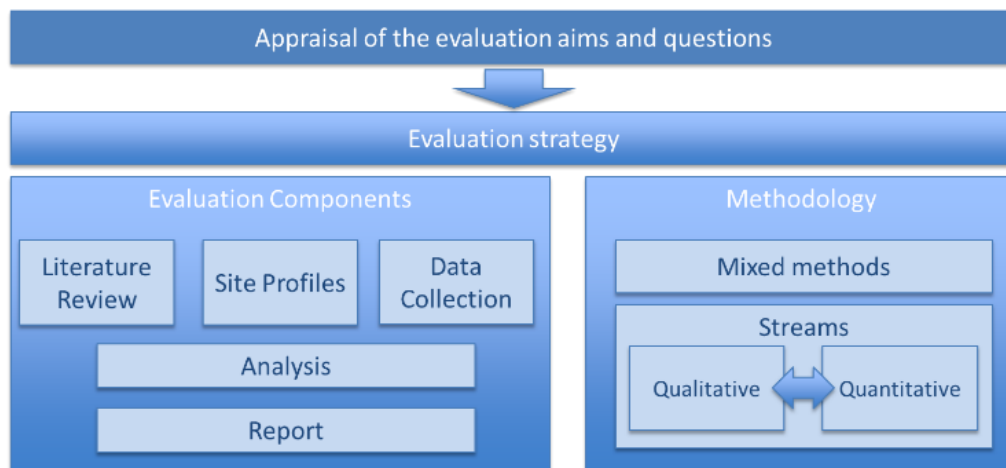 Appraisal of the evaluation aims and questions
Evaluation strategy
Evaluation Components
Literature
Review
Site Profiles
Data
Collection
Analysis
Report
Methodology
Mixed methods
Streams
Qualitative
Quantitative